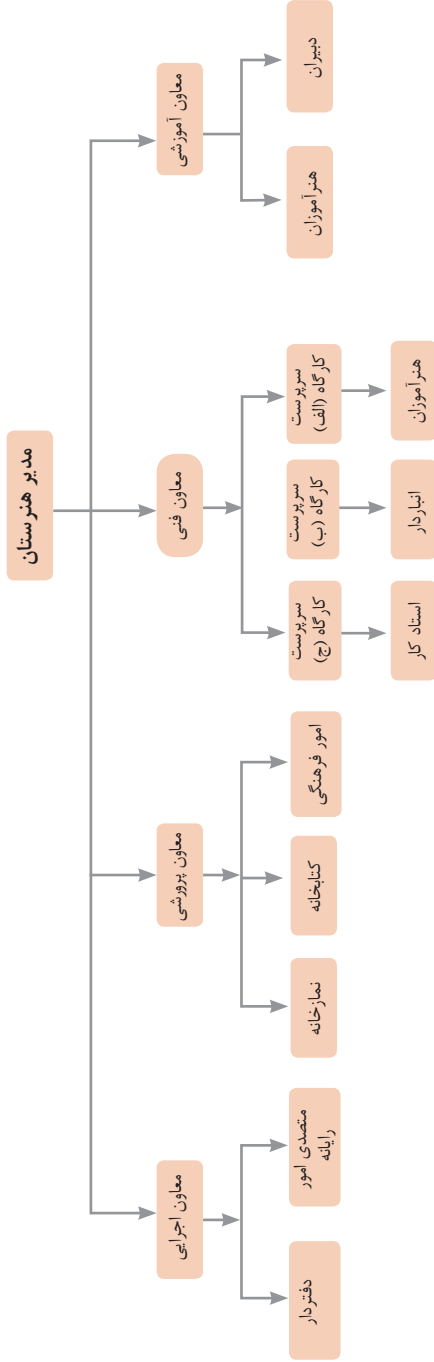 مدیر هنرستان
معاون آموزشی
معاون فنی
معاون پرورشی
معاون اجرایی
دبیران
هنرآموزان
سرپرست
کارگاه (الف)
سرپرست
کارگاه (ب)
سرپرست
کارگاه (ج)
امور فرهنگی
کتابخانه
نمازخانه
متصدی امور
رایانه
دفتردار
هنرآموزان
انباردار
استاد کار